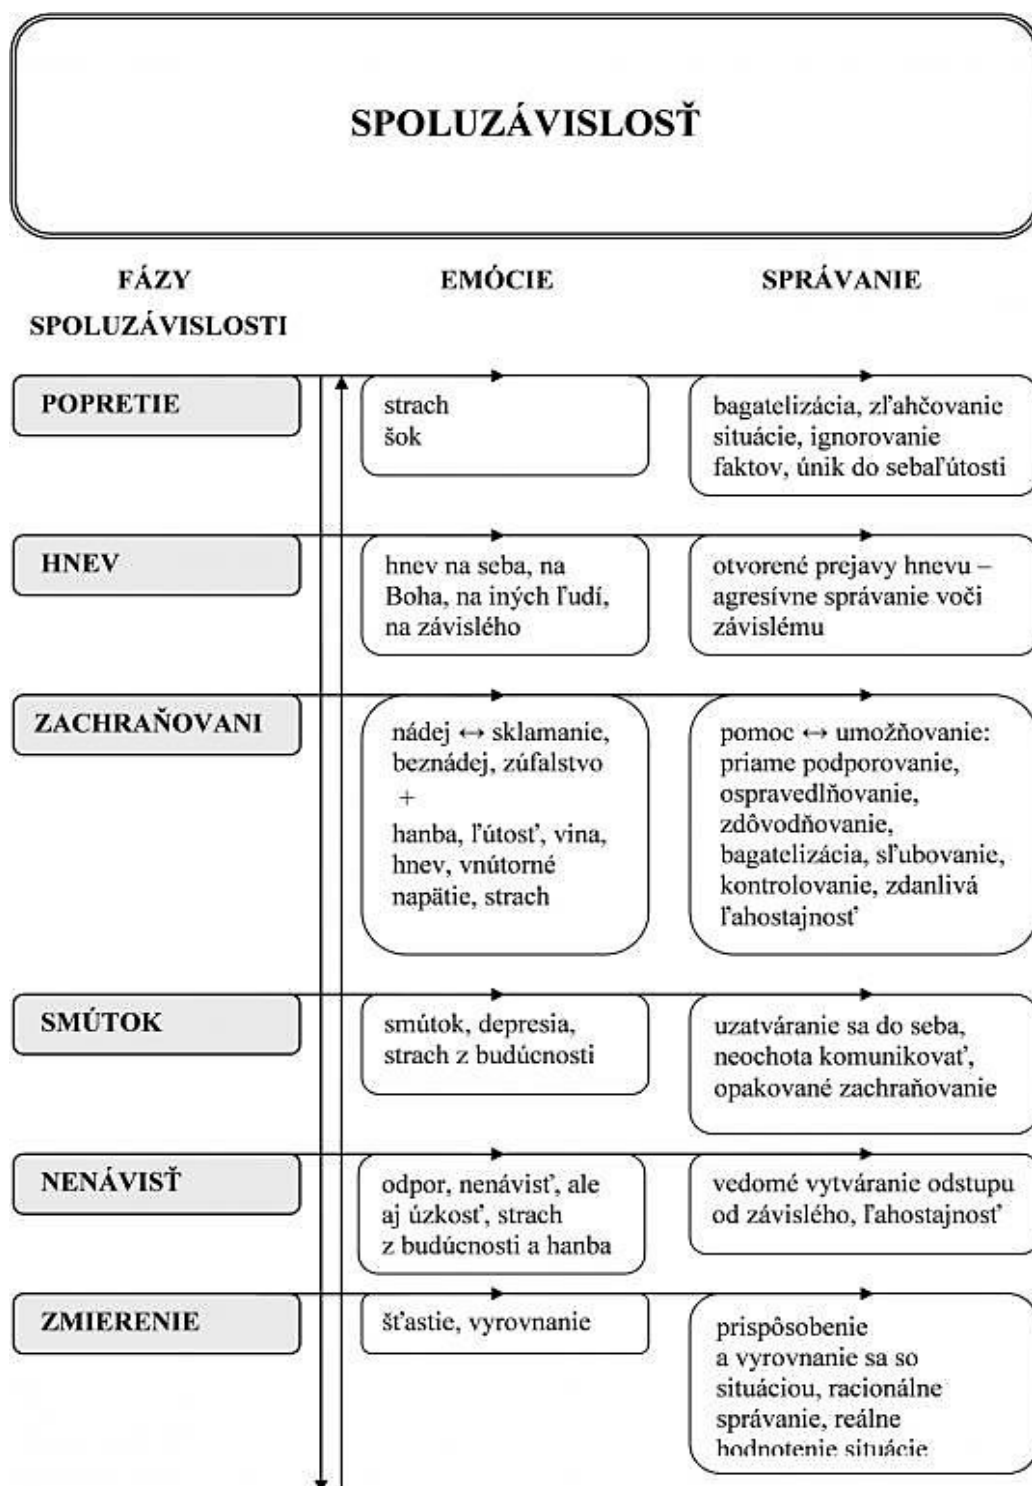 SPOLUZÁVISLOSŤ
FÁZY
SPOLUZÁVISLOSTI
EMÓCIE
SPRÁVANIE
POPRETIE
strach
šok
bagatelizácia, zľahčovanie
situácie, ignorovanie
faktov, únik do sebaľútosti
HNEV
hnev na seba, na
Boha, na iných ľudí,
na závislého
otvorené prejavy hnevu –
agresívne správanie voči
závislému
ZACHRAŇOVANI
nádej ↔ sklamanie,
beznádej, zúfalstvo
+
hanba, ľútosť, vina,
hnev, vnútorné
napätie, strach
pomoc ↔ umožňovanie:
priame podporovanie,
ospravedlňovanie,
zdôvodňovanie,
bagatelizácia, sľubovanie,
kontrolovanie, zdanlivá
ľahostajnosť
SMÚTOK
smútok, depresia,
strach z budúcnosti
uzatváranie sa do seba,
neochota komunikovať,
opakované zachraňovanie
NENÁVISŤ
odpor, nenávisť, ale
aj úzkosť, strach
z budúcnosti a hanba
vedomé vytváranie odstupu
od závislého, ľahostajnosť
ZMIERENIE
šťastie, vyrovnanie
prispôsobenie
a vyrovnanie sa so
situáciou, racionálne
správanie, reálne
hodnotenie situácie